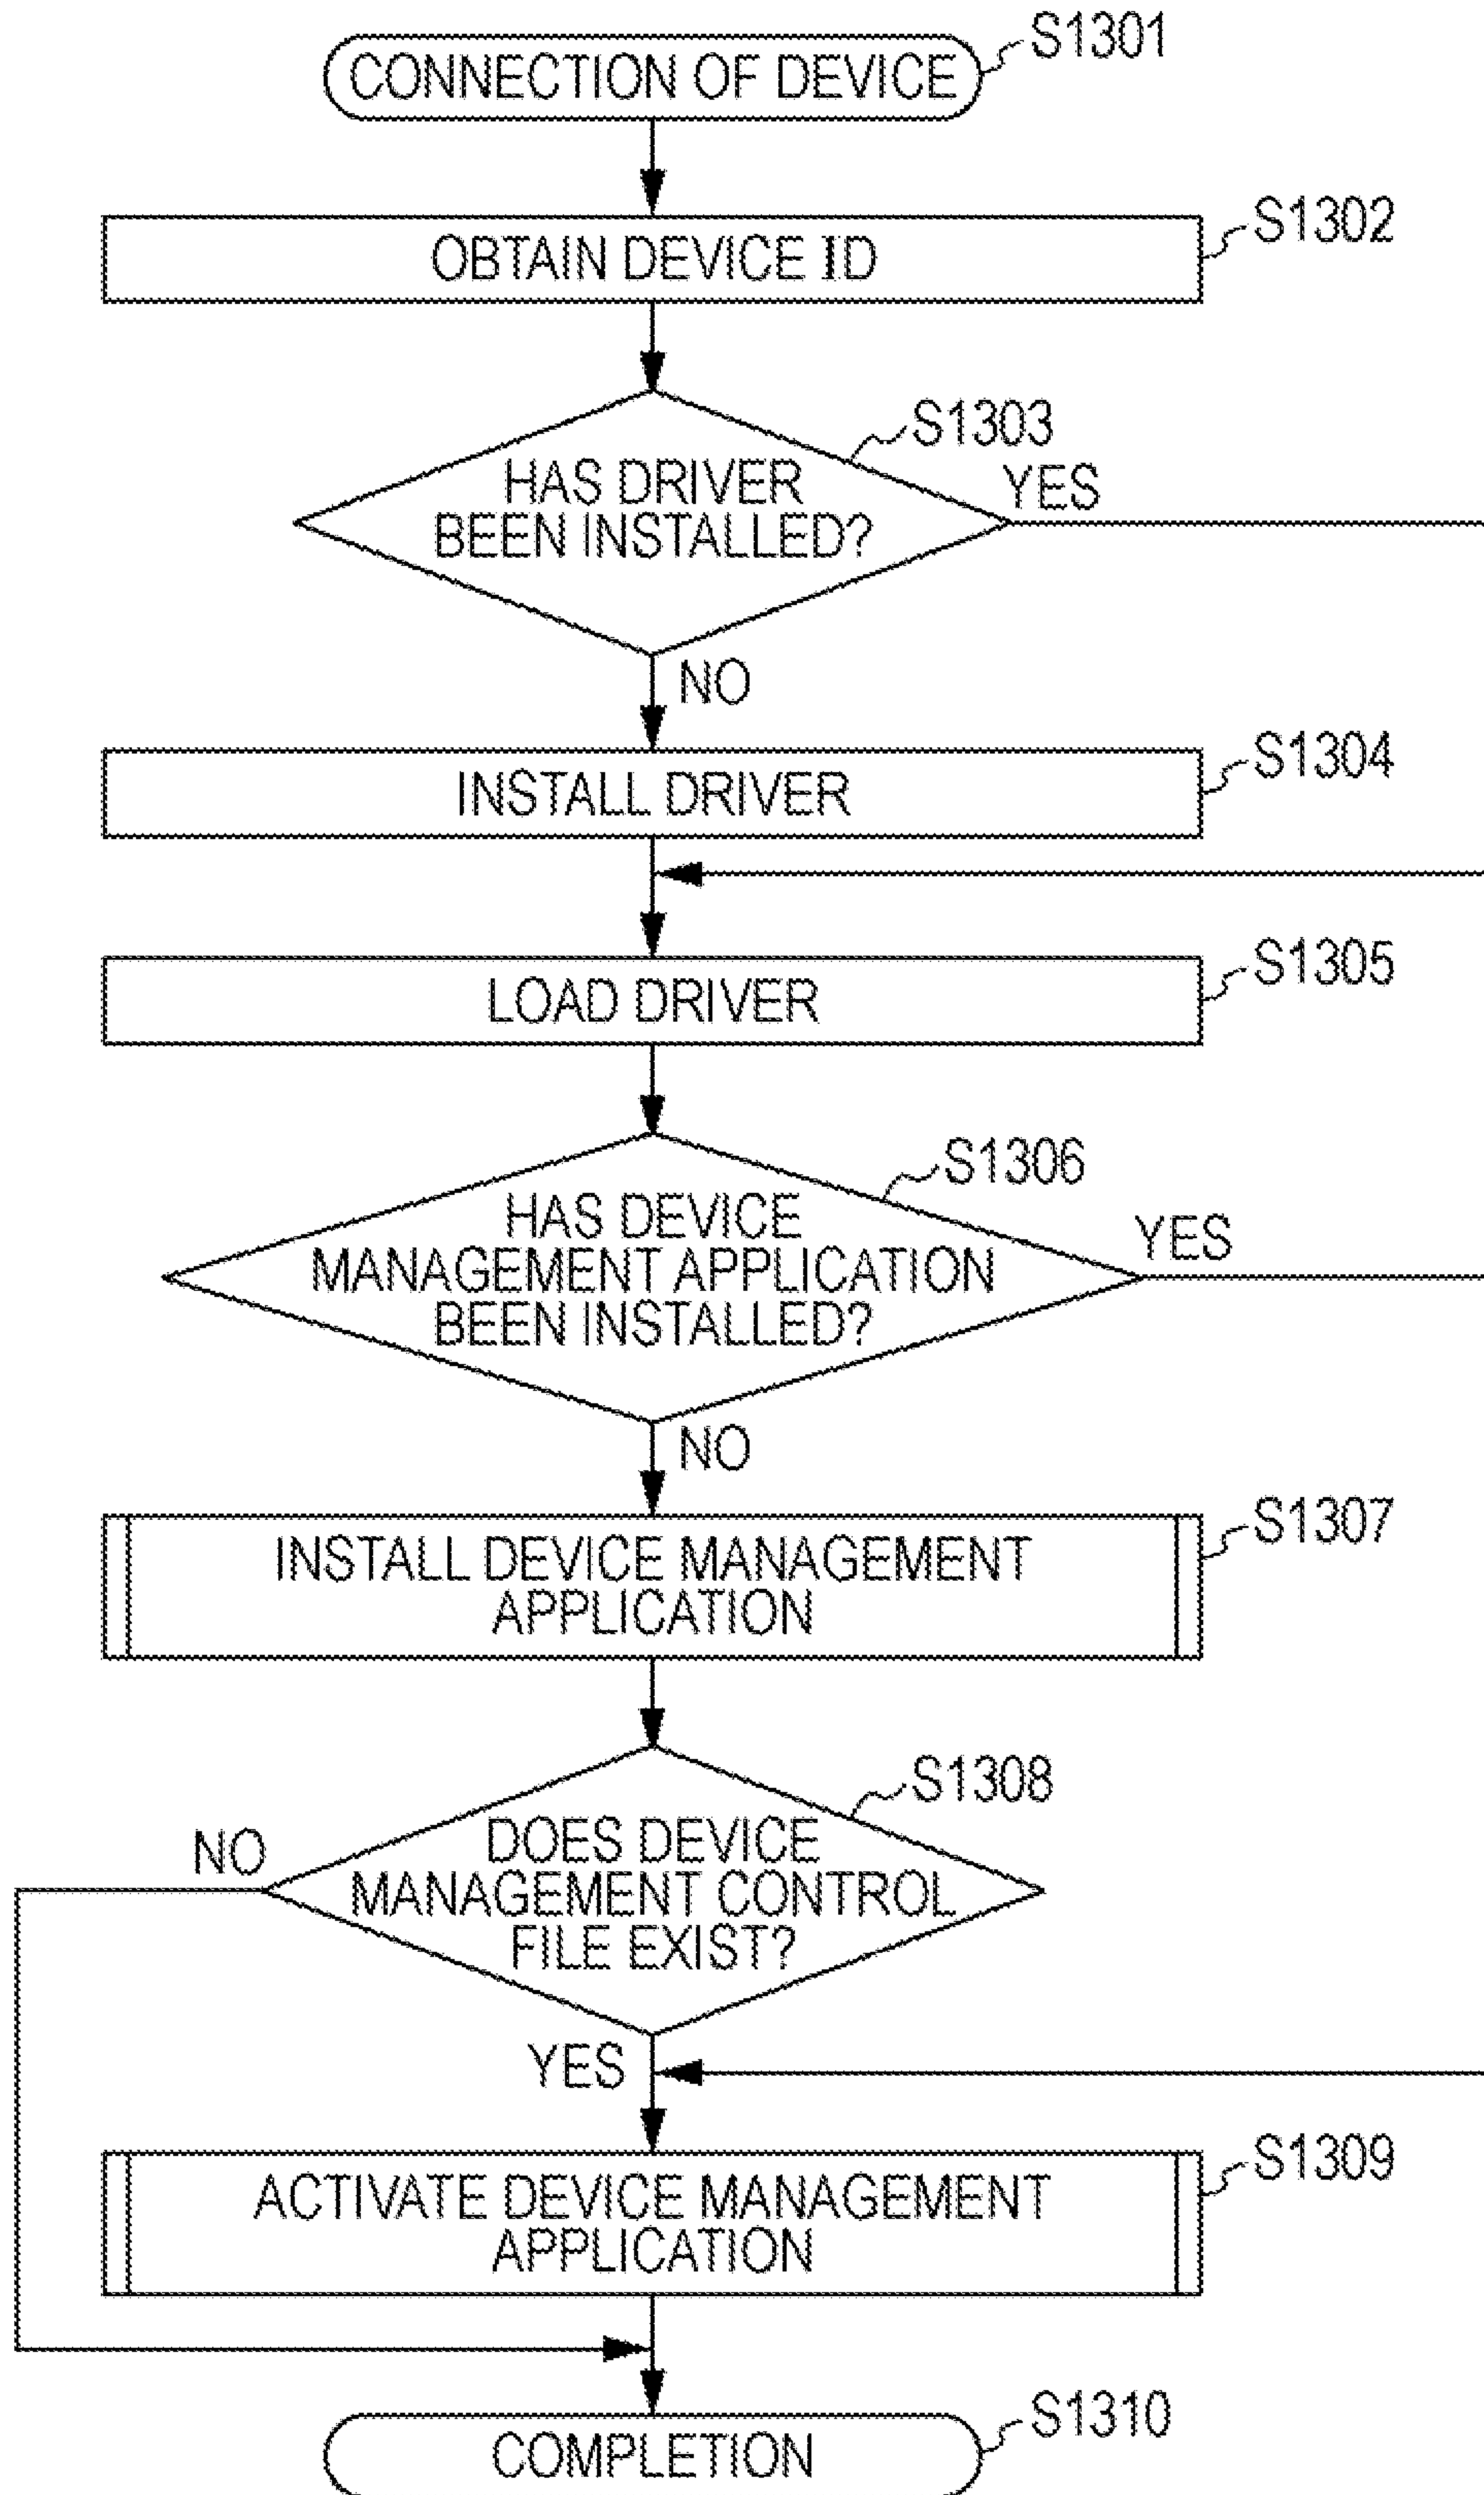 CONNECTION OF DEVICE
S1301
OBTAIN DEVICE ID
S1302
HAS DRIVER
BEEN INSTALLED?
S1303
YES
NO
INSTALL DRIVER
S1304
LOAD DRIVER
S1305
HAS DEVICE
MANAGEMENT APPLICATION
BEEN INSTALLED?
S1306
YES
NO
INSTALL DEVICE MANAGEMENT
APPLICATION
S1307
DOES DEVICE
MANAGEMENT CONTROL
FILE EXIST?
S1308
NO
YES
ACTIVATE DEVICE MANAGEMENT
APPLICATION
S1309
COMPLETION
S1310